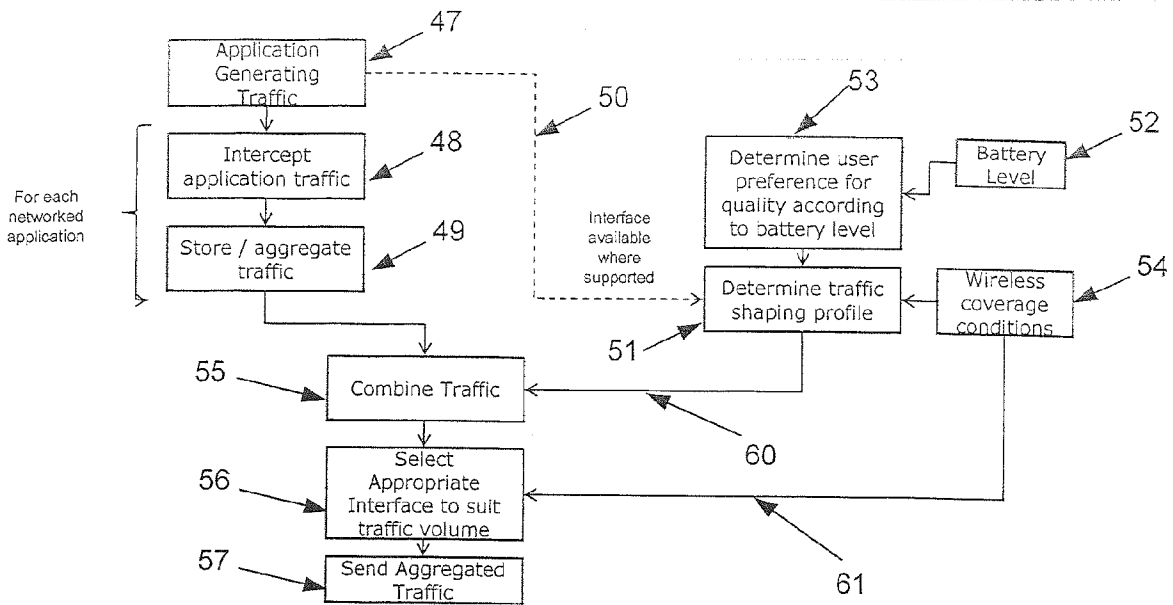 47
Application
Generating
Traffic
50
53
52
48
Intercept
application traffic
Determine user
preference for
quality according
to battery level
Battery
Level
For each
networked
application
49
Store / aggregate
traffic
Interface
available
where
supported
54
Determine traffic
shaping profile
Wireless
coverage
conditions
51
55
Combine Traffic
60
56
Select
Appropriate
Interface to suit
traffic volume
61
57
Send Aggregated
Traffic